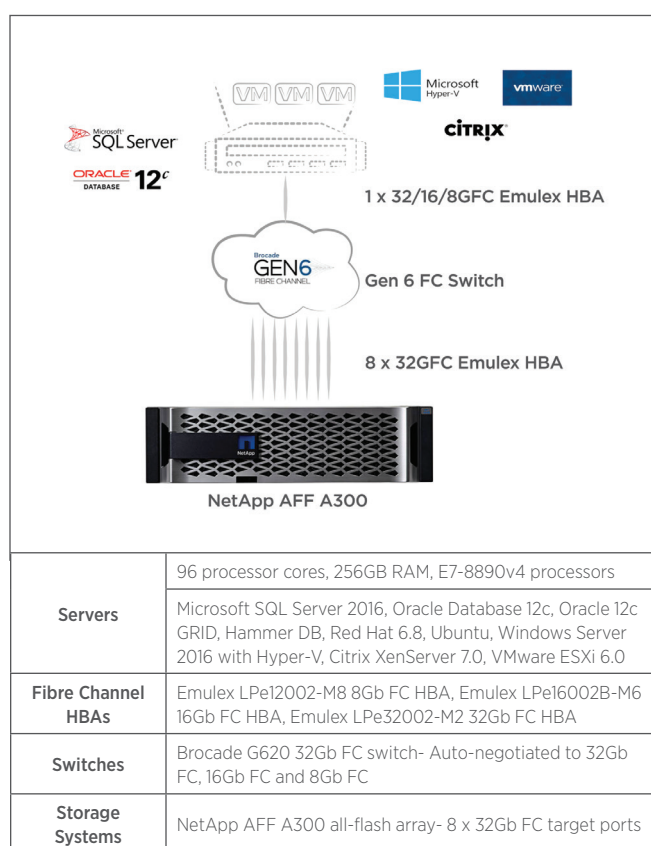 VM VM VM
Microsoft
Hyper-V
vmware
CİTRIX
Microsoft
SQL Server
ORACLE
DATABASE
12c
1 x 32/16/8GFC Emulex HBA
Brocade
GEN6
FIBRE CHANNEL
Gen 6 FC Switch
8 x 32GFC Emulex HBA
NetApp
NetApp AFF A300
Servers
96 processor cores, 256GB RAM, E7-8890v4 processors
Microsoft SQL Server 2016, Oracle Database 12c, Oracle 12c
GRID, Hammer DB, Red Hat 6.8, Ubuntu, Windows Server
2016 with Hyper-V, Citrix XenServer 7.0, VMware ESXi 6.0
Fibre Channel
HBAs
Emulex LPe12002-M8 8Gb FC HBA, Emulex LPe16002B-M6
16Gb FC HBA, Emulex LPe32002-M2 32Gb FC HBA
Switches
Brocade G620 32Gb FC switch- Auto-negotiated to 32Gb
FC, 16Gb FC and 8Gb FC
Storage
Systems
NetApp AFF A300 all-flash array- 8 x 32Gb FC target ports